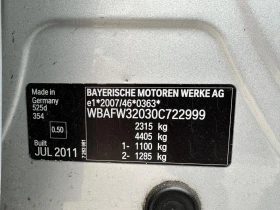 Made in
Germany
525d
354
0.50
Built
JUL 2011
BAYERISCHE MOTOREN WERKE AG
e1*2007/46*0363*
WBAFW32030C722999
2315 kg
4405 kg
1- 1100 kg
2- 1285 kg